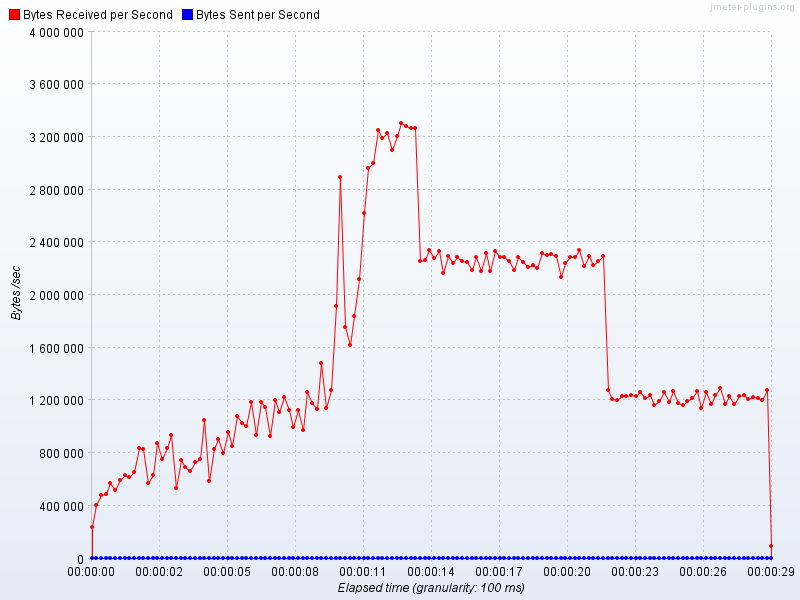 jmeter-plugins.org
Bytes Received per Second Bytes Sent per Second
4 000 000
3 600 000
3 200 000
2 800 000
2 400 000
2 000 000
1 600 000
1 200 000
800 000
400 000
0
Bytes /sec
00:00:00 00:00:02 00:00:05 00:00:08 00:00:11 00:00:14 00:00:17 00:00:20 00:00:23 00:00:26 00:00:29
Elapsed time (granularity: 100 ms)